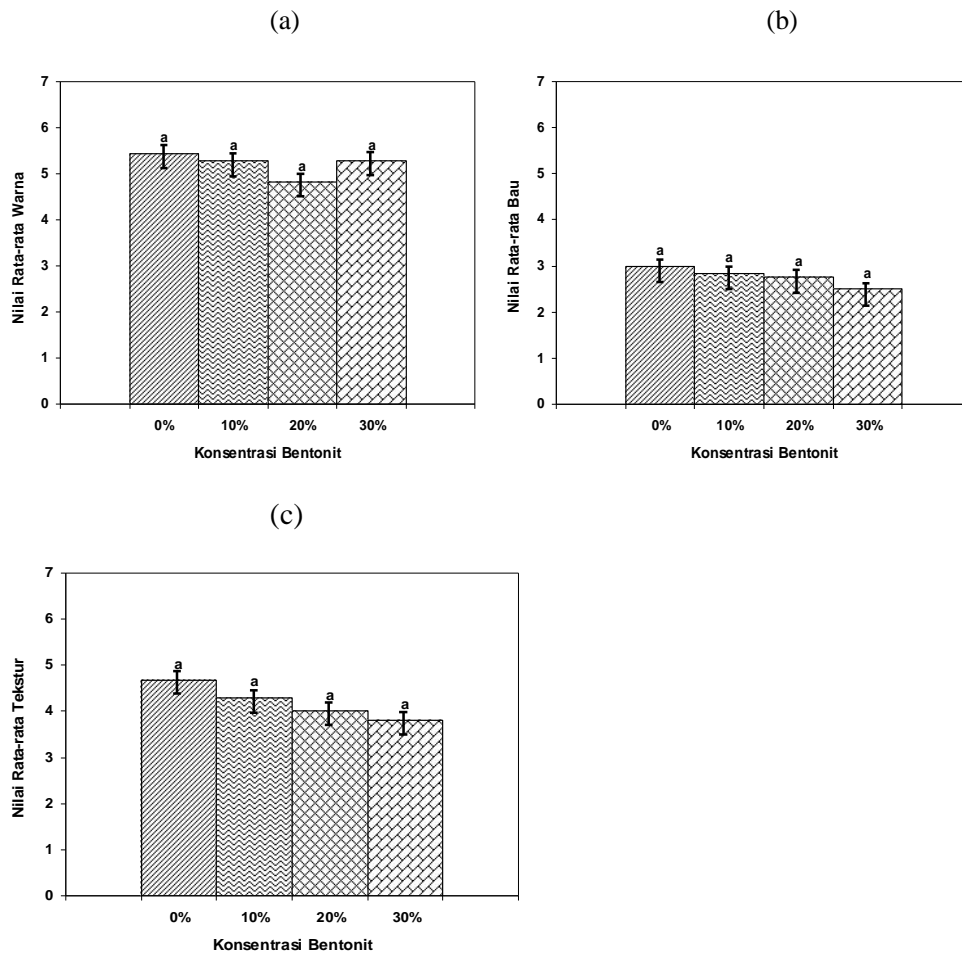 (a)
7
6
5
4
3
2
1
0
Nilai Rata-rata Warna
a
a
a
a
0% 10% 20% 30%
Konsentrasi Bentonit
(b)
7
6
5
4
3
2
1
0
Nilai Rata-rata Bau
a
a
a
a
0% 10% 20% 30%
Konsentrasi Bentonit
(c)
7
6
5
4
3
2
1
0
Nilai Rata-rata Tekstur
a
a
a
a
0% 10% 20% 30%
Konsentrasi Bentonit